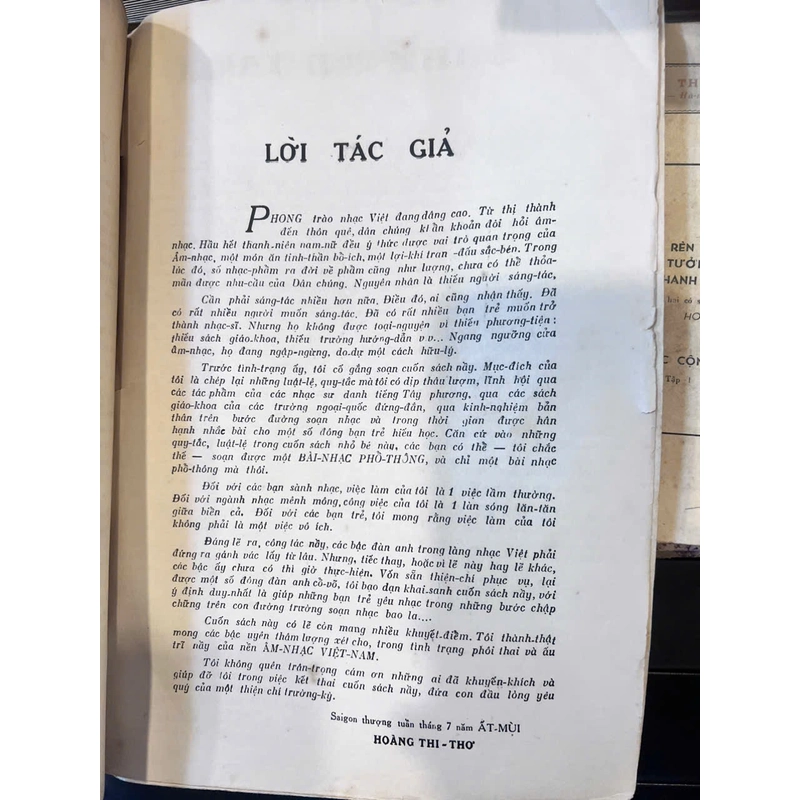 LỜI TÁC GIẢ
PHONG trào nhạc Việt đang dâng cao. Từ thị thành
đến thôn quê, dân chúng khẩn khoản đòi hỏi âm-
nhạc. Hầu hết thanh-niên nam-nữ đều ý thức được vai trò quan trọng của
Âm-nhạc, một món ăn tinh-thần bồ-ích, một lợi-khí tranh-đấu sắc-bén. Trong
lúc đó, số nhạc-phẩm ra đời về phẩm cũng như lượng, chưa có thể thỏa-
mãn được nhu-cầu của Dân chúng. Nguyên nhân là thiếu người sáng-tác,
Cần phải sáng-tác nhiều hơn nữa. Điều đó, ai cũng nhận thấy. Đã
có rất nhiều người muốn sáng-tác. Đã có rất nhiều bạn trẻ muốn trở
thành nhạc-sĩ. Nhưng họ không được toại-nguyện vì thiếu phương-tiện :
thiếu sách giáo-khoa, thiếu trường hướng-dẫn v.v... Ngang ngưỡng cửa
âm-nhạc, họ đang ngập-ngừng, do-dự một cách hữu-lý.
Trước tình-trạng ấy, tôi cố gắng soạn cuốn sách nầy. Mục-đích của
tôi là chép lại những luật-lệ, quy-tắc mà tôi có dịp thâu lượm, lĩnh hội qua
các tác phẩm của các nhạc sư danh tiếng Tây phương, qua các sách
giáo-khoa của các trường ngoại-quốc đứng-đắn, qua kinh-nghiệm bản
thân trên bước đường soạn nhạc và trong thời gian được hân
hạnh nhắc bài cho một số đông bạn trẻ hiếu học. Căn cứ vào những
quy-tắc, luật-lệ trong cuốn sách nhỏ bé này, các bạn có thể — tôi chắc
thế — soạn được một BÀI-NHẠC PHỔ-THÔNG, và chỉ một bài nhạc
phổ-thông mà thôi.
Đối với các bạn sành nhạc, việc làm của tôi là 1 việc tầm thường.
Đối với ngành nhạc mênh mông, công việc của tôi là 1 làn sóng lăn-tăn
giữa biển cả. Đối với các bạn trẻ, tôi mong rằng việc làm của tôi
không phải là một việc vô ích.
Đáng lẽ ra, công tác nầy, các bậc đàn anh trong làng nhạc Việt phải
đứng ra gánh vác lấy từ lâu. Nhưng, tiếc thay, hoặc vì lẽ này hay lẽ khác,
các bậc ấy chưa có thì giờ thực-hiện. Vốn sẵn thiện-chí phục vụ, lại
được một số đông đàn anh cổ-võ, tôi bạo dạn khai-sanh cuốn sách nầy, với
ý định duy-nhất là giúp những bạn trẻ yêu nhạc trong những bước chập
chững trên con đường trường soạn nhạc bao la....
Cuốn sách này có lẽ còn mang nhiều khuyết-điểm. Tôi thành-thật
mong các bậc uyên thâm lượng xét cho, trong tình trạng phôi thai và ấu
trĩ nầy của nền ÂM-NHẠC VIỆT-NAM.
Tôi không quên trân-trọng cám ơn những ai đã khuyến-khích và
giúp đỡ tôi trong việc kết thai cuốn sách nầy, đứa con đầu lòng yêu
quý của một thiện chí trường-kỳ.
Saigon thượng tuần tháng 7 năm ẤT-MÙI
HOÀNG THI-THƠ
TH
RÈN
TƯỞ
HANH
hai có s
HO
C CÔN
Tập 1